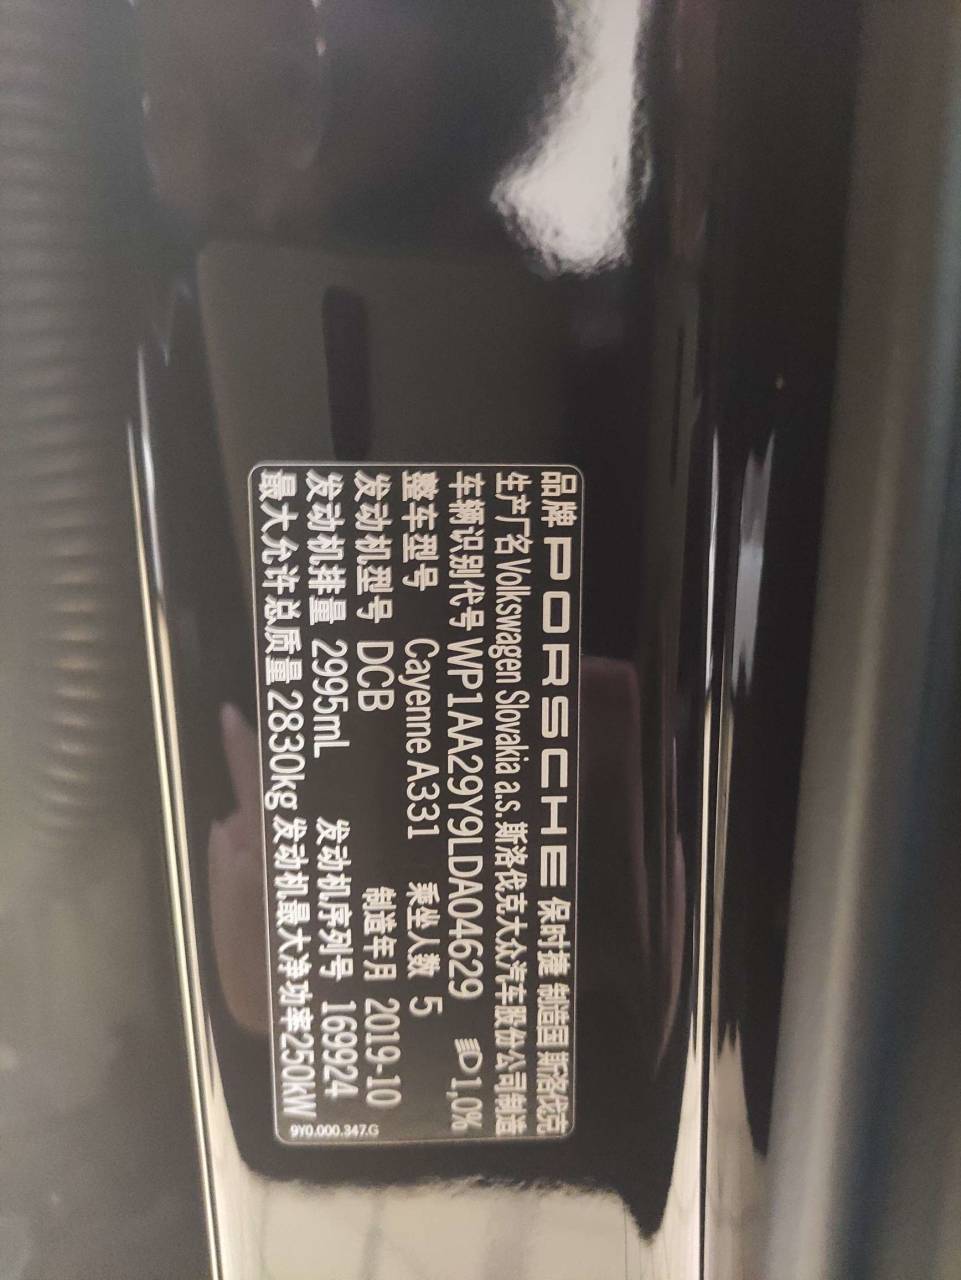 品牌 PORSCHE 保时捷 制造国 斯洛伐克
生产厂名 Volkswagen Slovakia a.s. 斯洛伐克大众汽车股份公司制造
车辆识别代号 WP1AA29Y9LDA04629 1,0%
整车型号 Cayenne A331 乘坐人数 5
发动机型号 DCB 制造年月 2019-10
发动机排量 2995mL 发动机序列号 169924
最大允许总质量 2830kg 发动机最大净功率250kW
9Y0.000.347.G